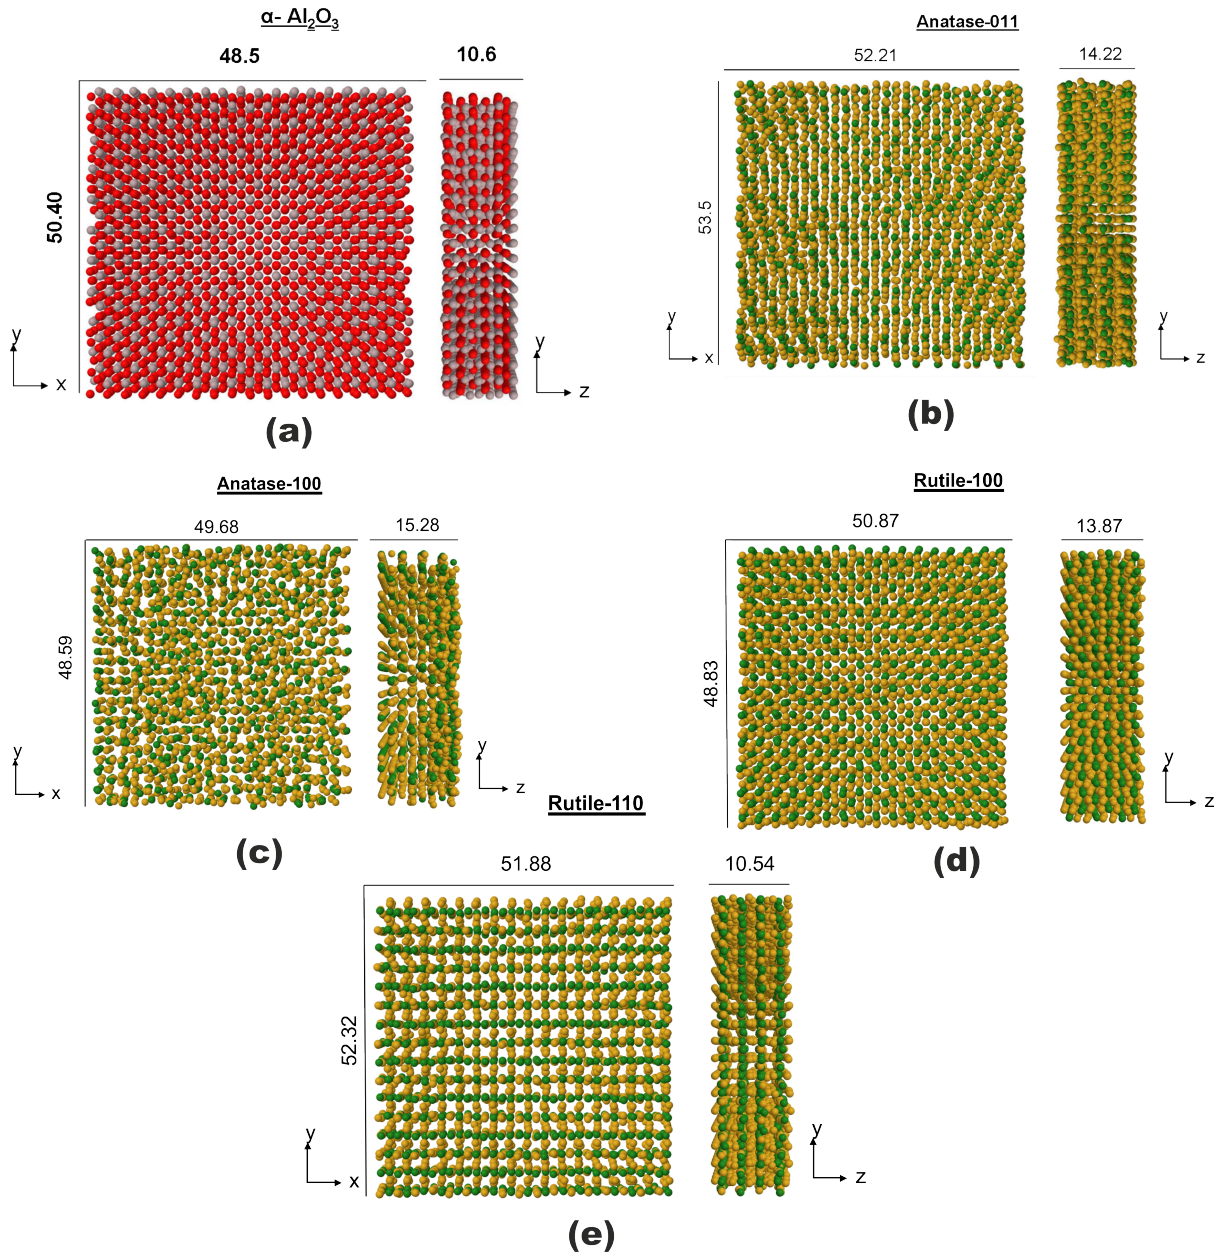 α- Al₂O₃
48.5
10.6
50.40
y
x
y
z
(a)
Anatase-011
52.21
14.22
53.5
y
x
y
z
(b)
Anatase-100
49.68
15.28
48.59
y
x
y
z
(c)
Rutile-100
50.87
13.87
48.83
y
z
(d)
Rutile-110
51.88
10.54
52.32
y
x
y
z
(e)